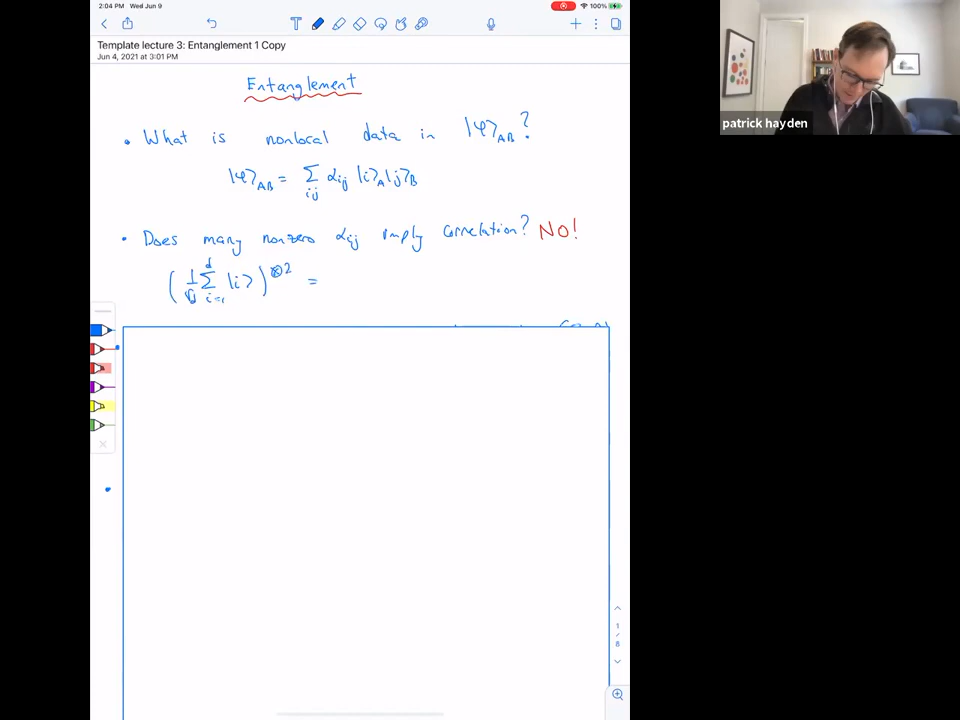 2:04 PM Wed Jun 9
100%
Template lecture 3: Entanglement 1 Copy
Jun 4, 2021 at 3:01 PM
Entanglement
• What is nonlocal data in |φ⟩_AB?
|φ⟩_AB = Σ_ij α_ij |i⟩_A |j⟩_B
• Does many nonzero α_ij imply correlation? NO!
(1/√d Σ_{i=1}^d |i⟩)^{⊗2} =
1
/
8
patrick hayden